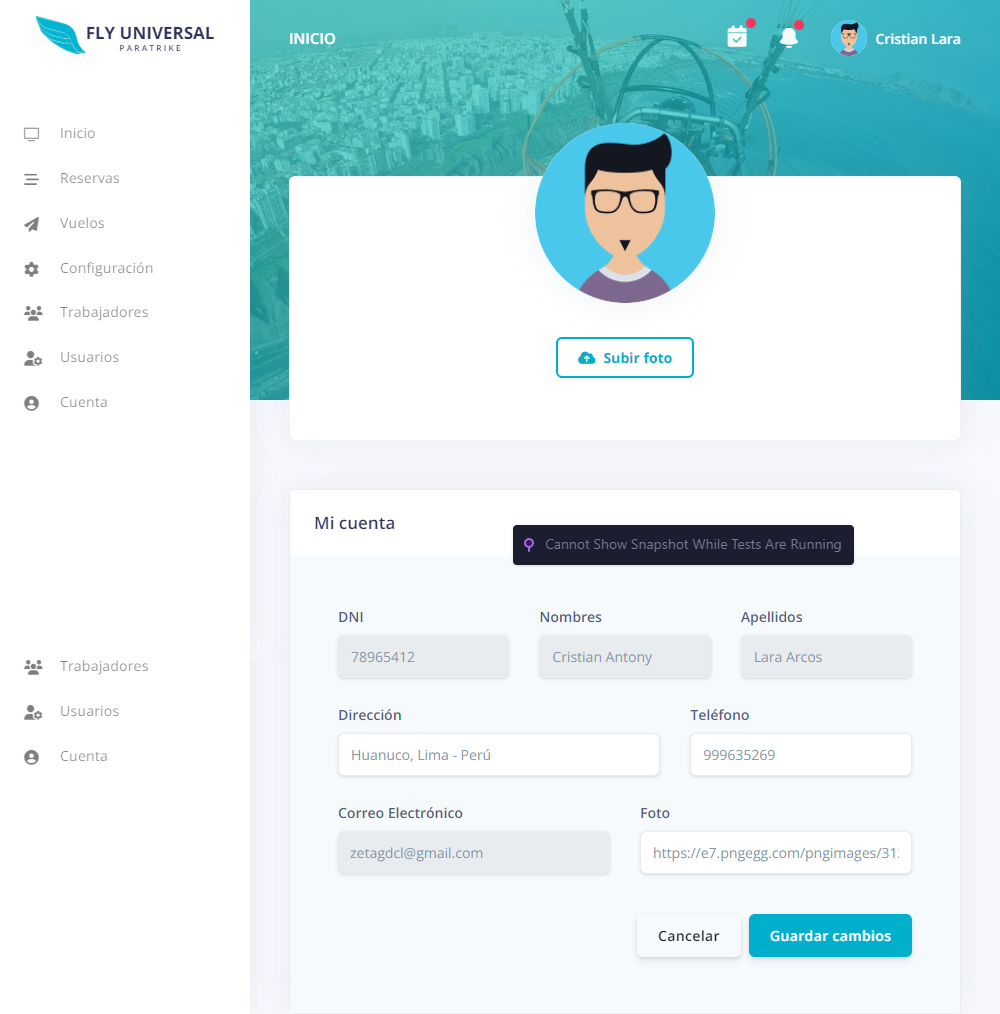 FLY UNIVERSAL
PARATRIKE
INICIO
Cristian Lara
Inicio
Reservas
Vuelos
Configuración
Trabajadores
Usuarios
Cuenta
Subir foto
Mi cuenta
Cannot Show Snapshot While Tests Are Running
DNI
Nombres
Apellidos
78965412
Cristian Antony
Lara Arcos
Trabajadores
Usuarios
Cuenta
Dirección
Teléfono
Huanuco, Lima - Perú
999635269
Correo Electrónico
Foto
zetagdcl@gmail.com
https://e7.pngegg.com/pngimages/31
Cancelar
Guardar cambios